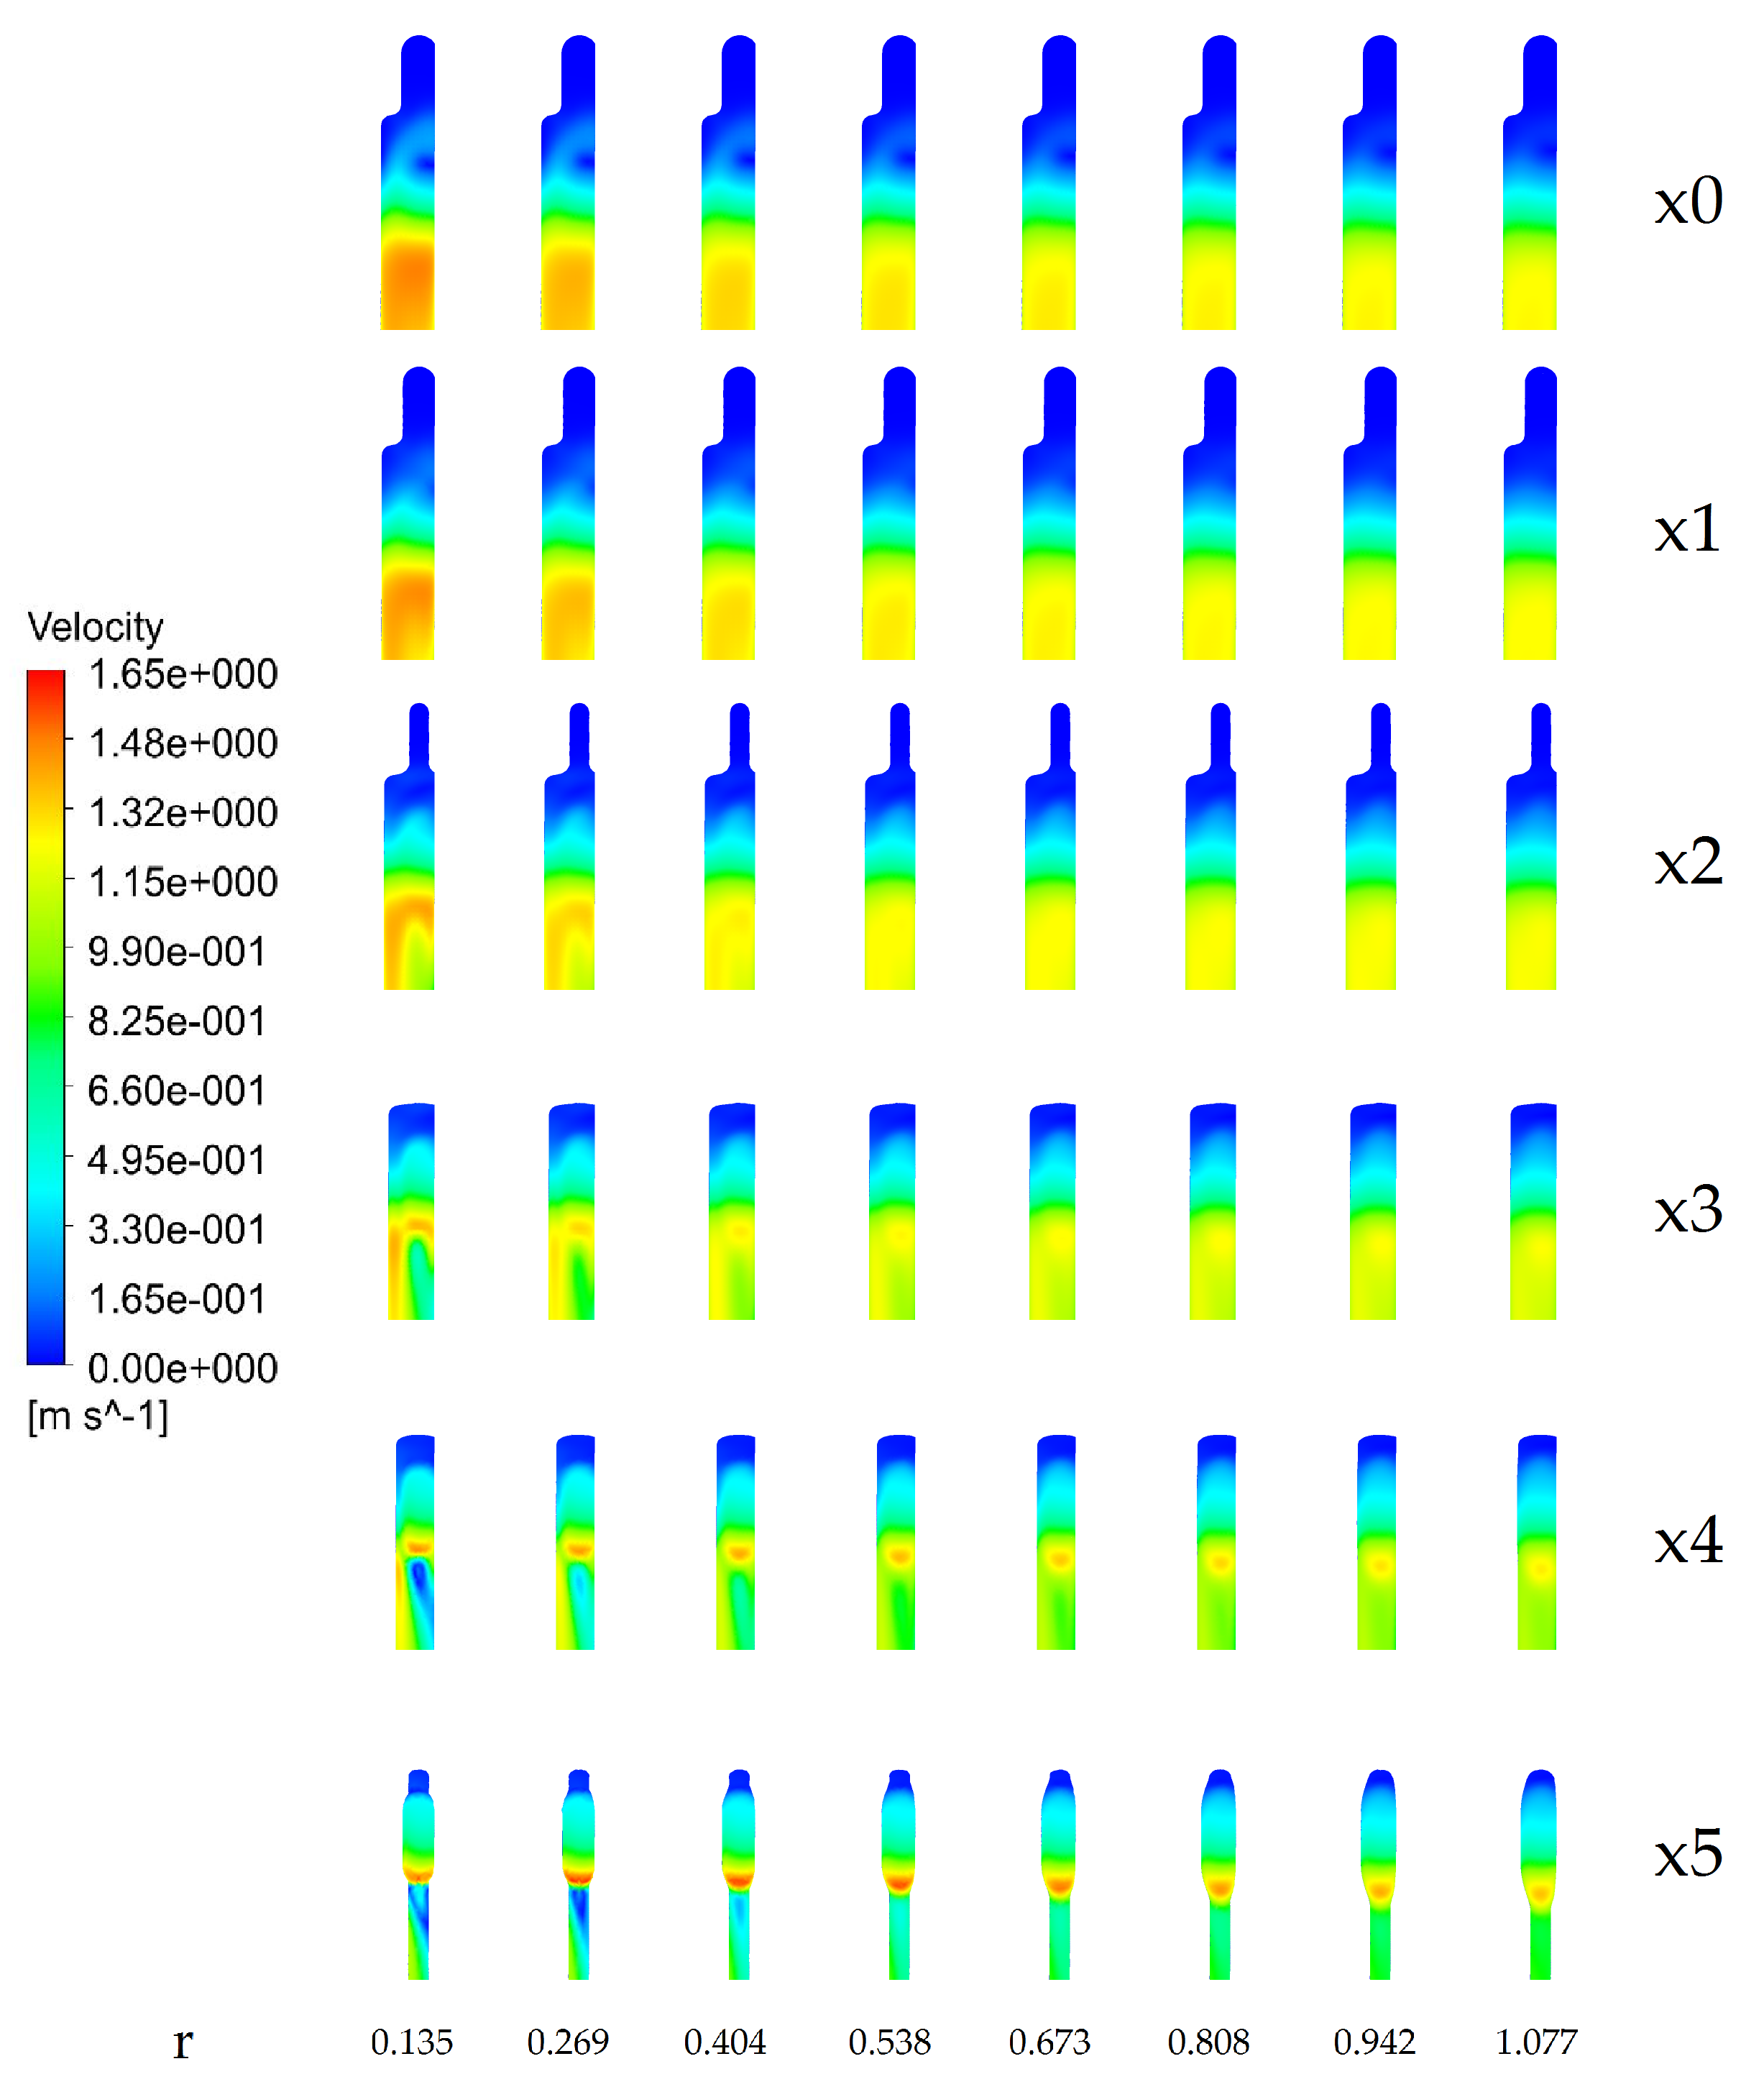 x0
x1
Velocity
1.65e+000
1.48e+000
1.32e+000
1.15e+000
9.90e-001
8.25e-001
6.60e-001
4.95e-001
3.30e-001
1.65e-001
0.00e+000
[m s^-1]
x2
x3
x4
x5
r 0.135 0.269 0.404 0.538 0.673 0.808 0.942 1.077